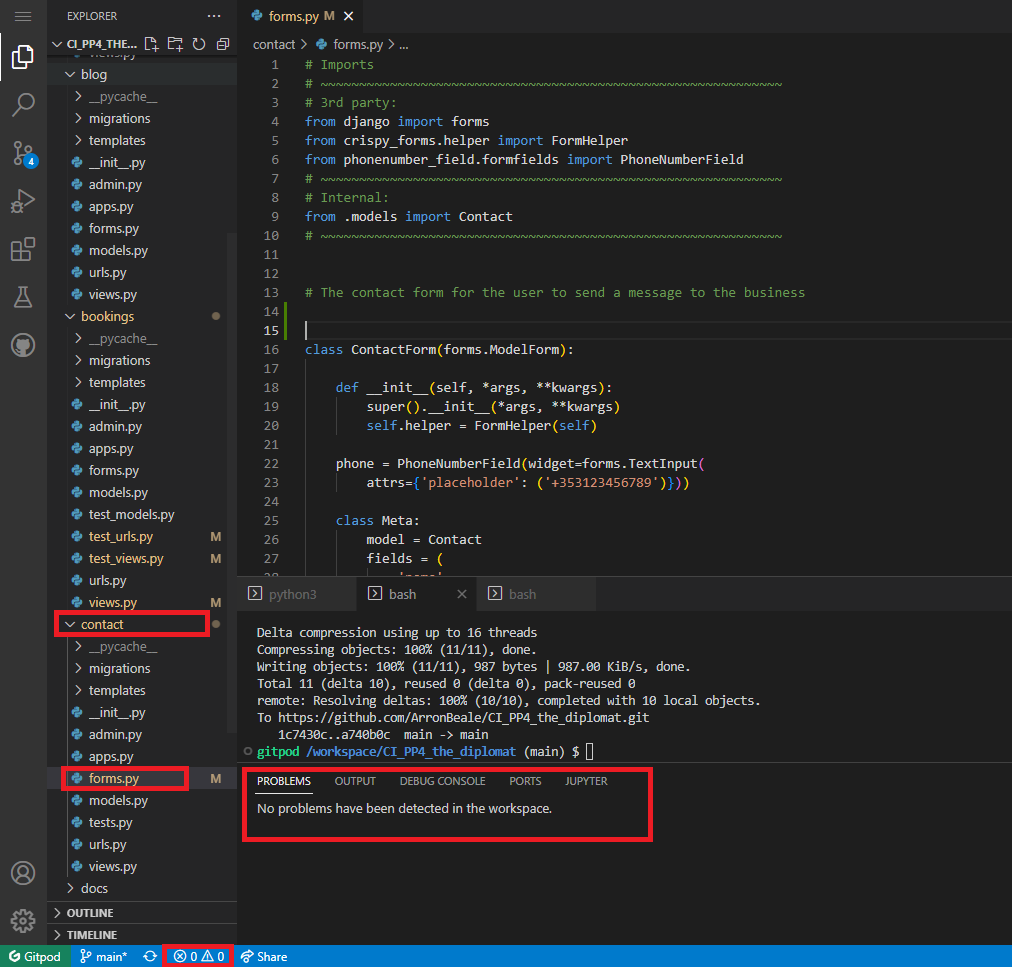 EXPLORER
CI_PP4_THE...
views.py
blog
__pycache__
migrations
templates
__init__.py
admin.py
apps.py
forms.py
models.py
urls.py
views.py
bookings
__pycache__
migrations
templates
__init__.py
admin.py
apps.py
forms.py
models.py
test_models.py
test_urls.py M
test_views.py M
urls.py
views.py M
contact
__pycache__
migrations
templates
__init__.py
admin.py
apps.py
forms.py M
models.py
tests.py
urls.py
views.py
docs
OUTLINE
TIMELINE
4
forms.py M
contact > forms.py > ...
1 # Imports
2 # ~~~~~~~~~~~~~~~~~~~~~~~~~~~~~~~~~~~~~~~~~~~~~~~~~~~~~~~~~~~~
3 # 3rd party:
4 from django import forms
5 from crispy_forms.helper import FormHelper
6 from phonenumber_field.formfields import PhoneNumberField
7 # ~~~~~~~~~~~~~~~~~~~~~~~~~~~~~~~~~~~~~~~~~~~~~~~~~~~~~~~~~~~~
8 # Internal:
9 from .models import Contact
10 # ~~~~~~~~~~~~~~~~~~~~~~~~~~~~~~~~~~~~~~~~~~~~~~~~~~~~~~~~~~~~
11
12
13 # The contact form for the user to send a message to the business
14
15
16 class ContactForm(forms.ModelForm):
17
18 def __init__(self, *args, **kwargs):
19 super().__init__(*args, **kwargs)
20 self.helper = FormHelper(self)
21
22 phone = PhoneNumberField(widget=forms.TextInput(
23 attrs={'placeholder': ('+353123456789')}))
24
25 class Meta:
26 model = Contact
27 fields = (
28 'name'
python3
bash
bash
Delta compression using up to 16 threads
Compressing objects: 100% (11/11), done.
Writing objects: 100% (11/11), 987 bytes | 987.00 KiB/s, done.
Total 11 (delta 10), reused 0 (delta 0), pack-reused 0
remote: Resolving deltas: 100% (10/10), completed with 10 local objects.
To https://github.com/ArronBeale/CI_PP4_the_diplomat.git
1c7430c..a740b0c main -> main
gitpod /workspace/CI_PP4_the_diplomat (main) $
PROBLEMS OUTPUT DEBUG CONSOLE PORTS JUPYTER
No problems have been detected in the workspace.
Gitpod main* 0 0 Share